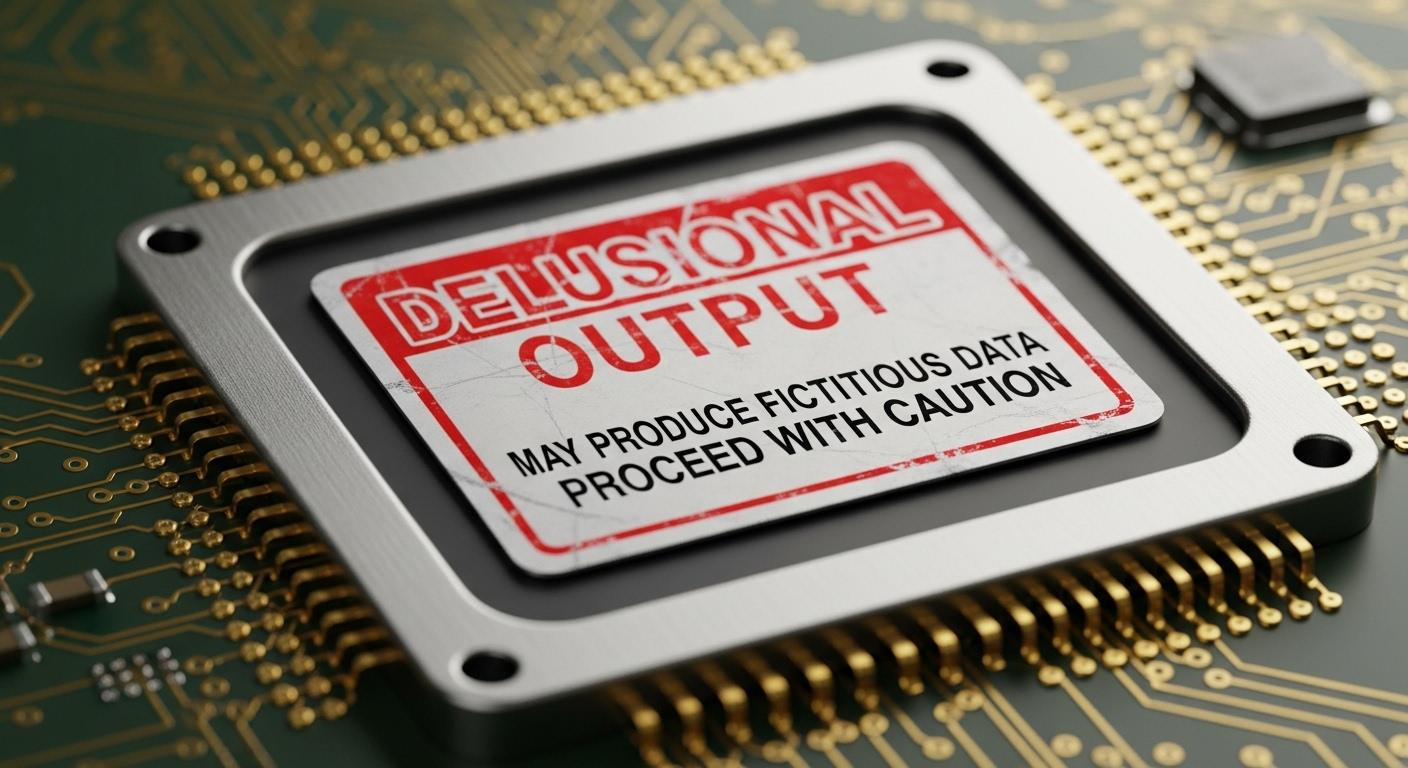 DELUSIONAL
OUTPUT
MAY PRODUCE FICTITIOUS DATA
PROCEED WITH CAUTION